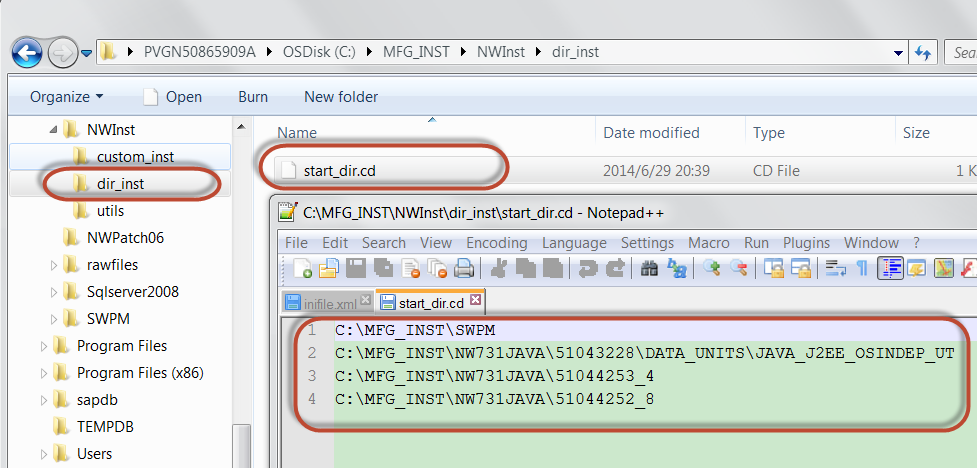 PVGN50865909A OSDisk (C:) MFG_INST NWInst dir_inst
Sea
Organize Open Burn New folder
NWInst
custom_inst
dir_inst
utils
NWPatch06
rawfiles
Sqlserver2008
SWPM
Program Files
Program Files (x86)
sapdb
TEMPDB
Users
Name Date modified Type Size
start_dir.cd 2014/6/29 20:39 CD File 1 K
C:\MFG_INST\NWInst\dir_inst\start_dir.cd - Notepad++
File Edit Search View Encoding Language Settings Macro Run Plugins Window ?
inifile.xml start_dir.cd
1 C:\MFG_INST\SWPM
2 C:\MFG_INST\NW731JAVA\51043228\DATA_UNITS\JAVA_J2EE_OSINDEP_UT
3 C:\MFG_INST\NW731JAVA\51044253_4
4 C:\MFG_INST\NW731JAVA\51044252_8